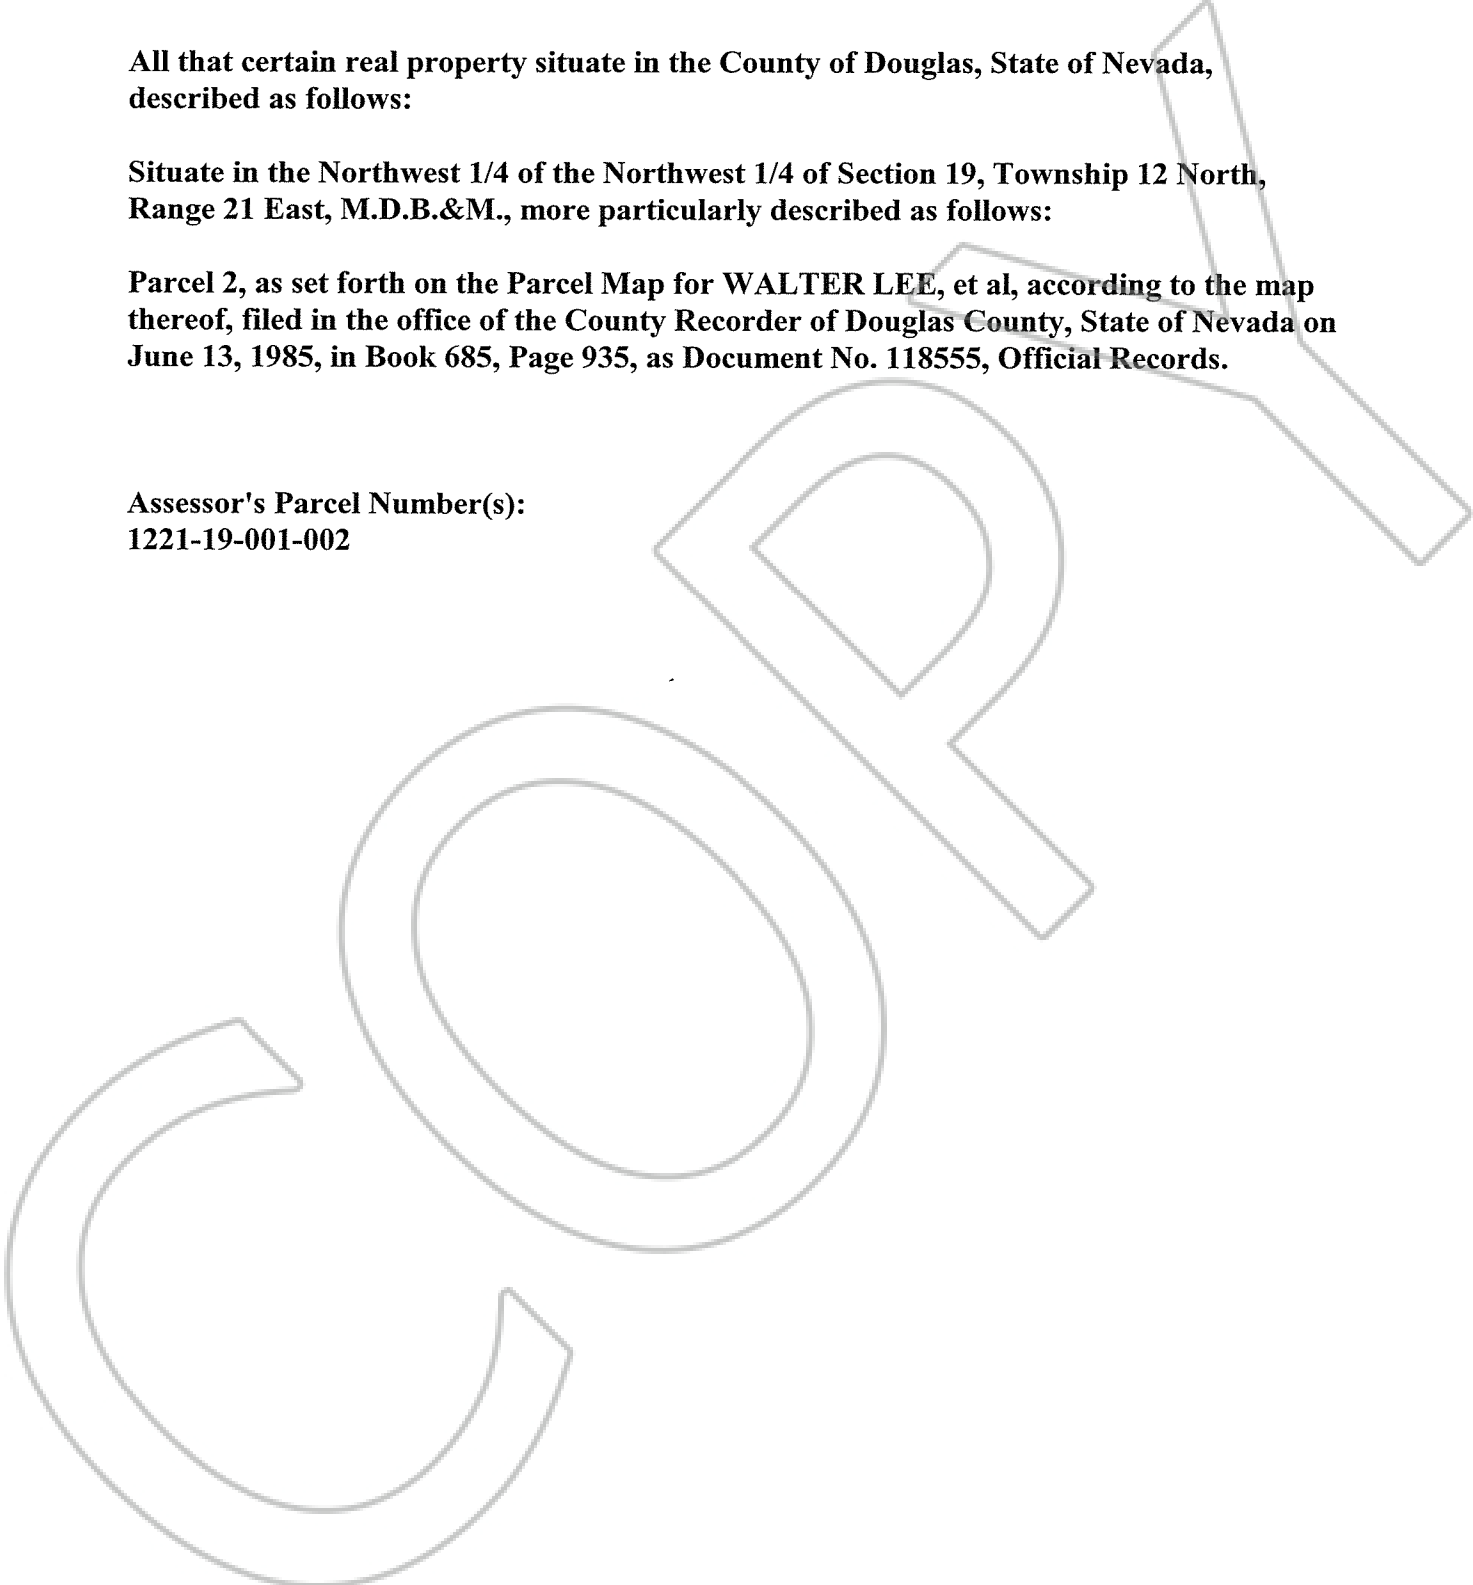 All that certain real property situate in the County of Douglas, State of Nevada,
described as follows:
Situate in the Northwest 1/4 of the Northwest 1/4 of Section 19, Township 12 North,
Range 21 East, M.D.B.&M., more particularly described as follows:
Parcel 2, as set forth on the Parcel Map for WALTER LEE, et al, according to the map
thereof, filed in the office of the County Recorder of Douglas County, State of Nevada on
June 13, 1985, in Book 685, Page 935, as Document No. 118555, Official Records.
Assessor's Parcel Number(s):
1221-19-001-002
COPY